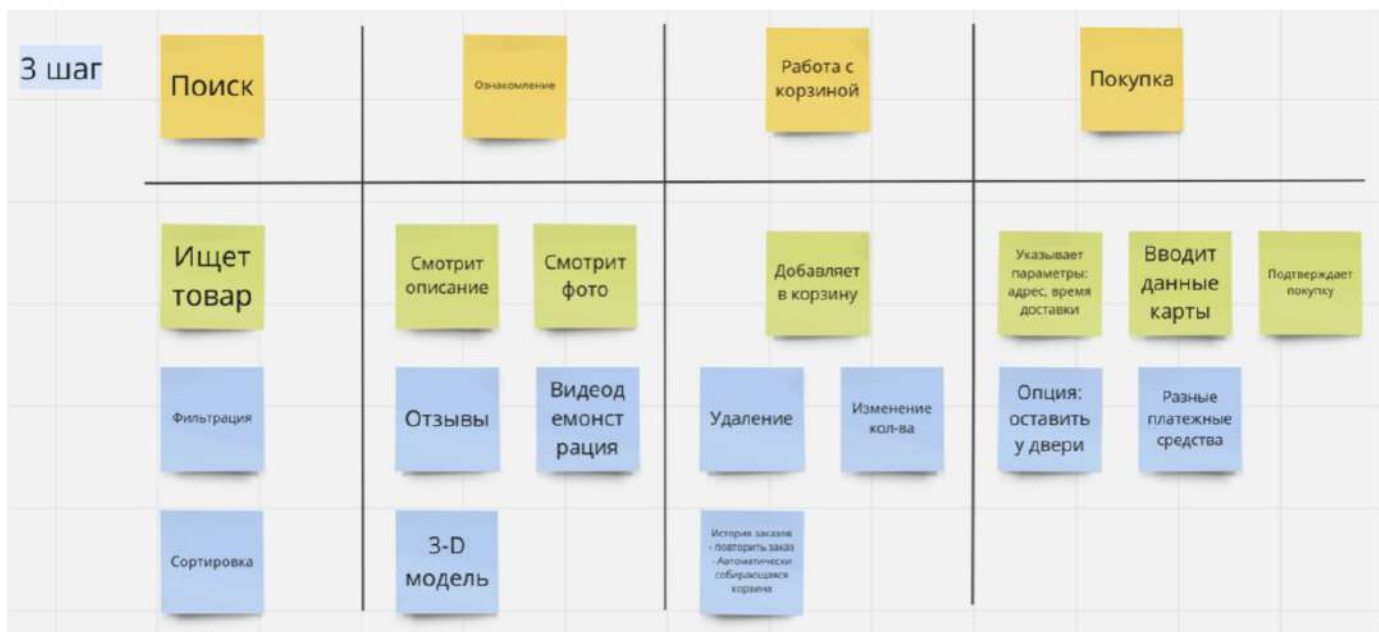 3 шаг
Поиск
Ознакомление
Работа с
корзиной
Покупка
Ищет
товар
Смотрит
описание
Смотрит
фото
Добавляет
в корзину
Указывает
параметры:
адрес, время
доставки
Вводит
данные
карты
Подтверждает
покупку
Фильтрация
Отзывы
Видеод
емонст
рация
Удаление
Изменение
кол-ва
Опция:
оставить
у двери
Разные
платежные
средства
Сортировка
3-D
модель
История заказов
- повторить заказ
- Автоматически
собирающаяся
корзина